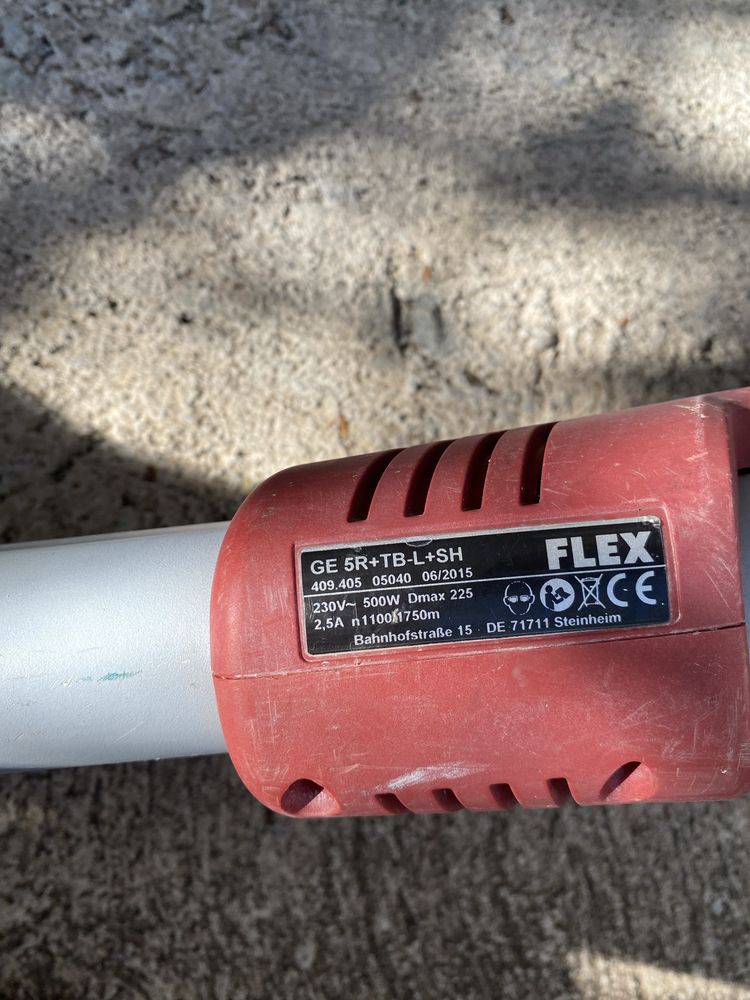 GE 5R+TB-L+SH FLEX
409.405 05040 06/2015
230V~ 500W Dmax 225
2,5A n 1750m CE
Bahnhofstraße 15 . DE 71711 Steinheim